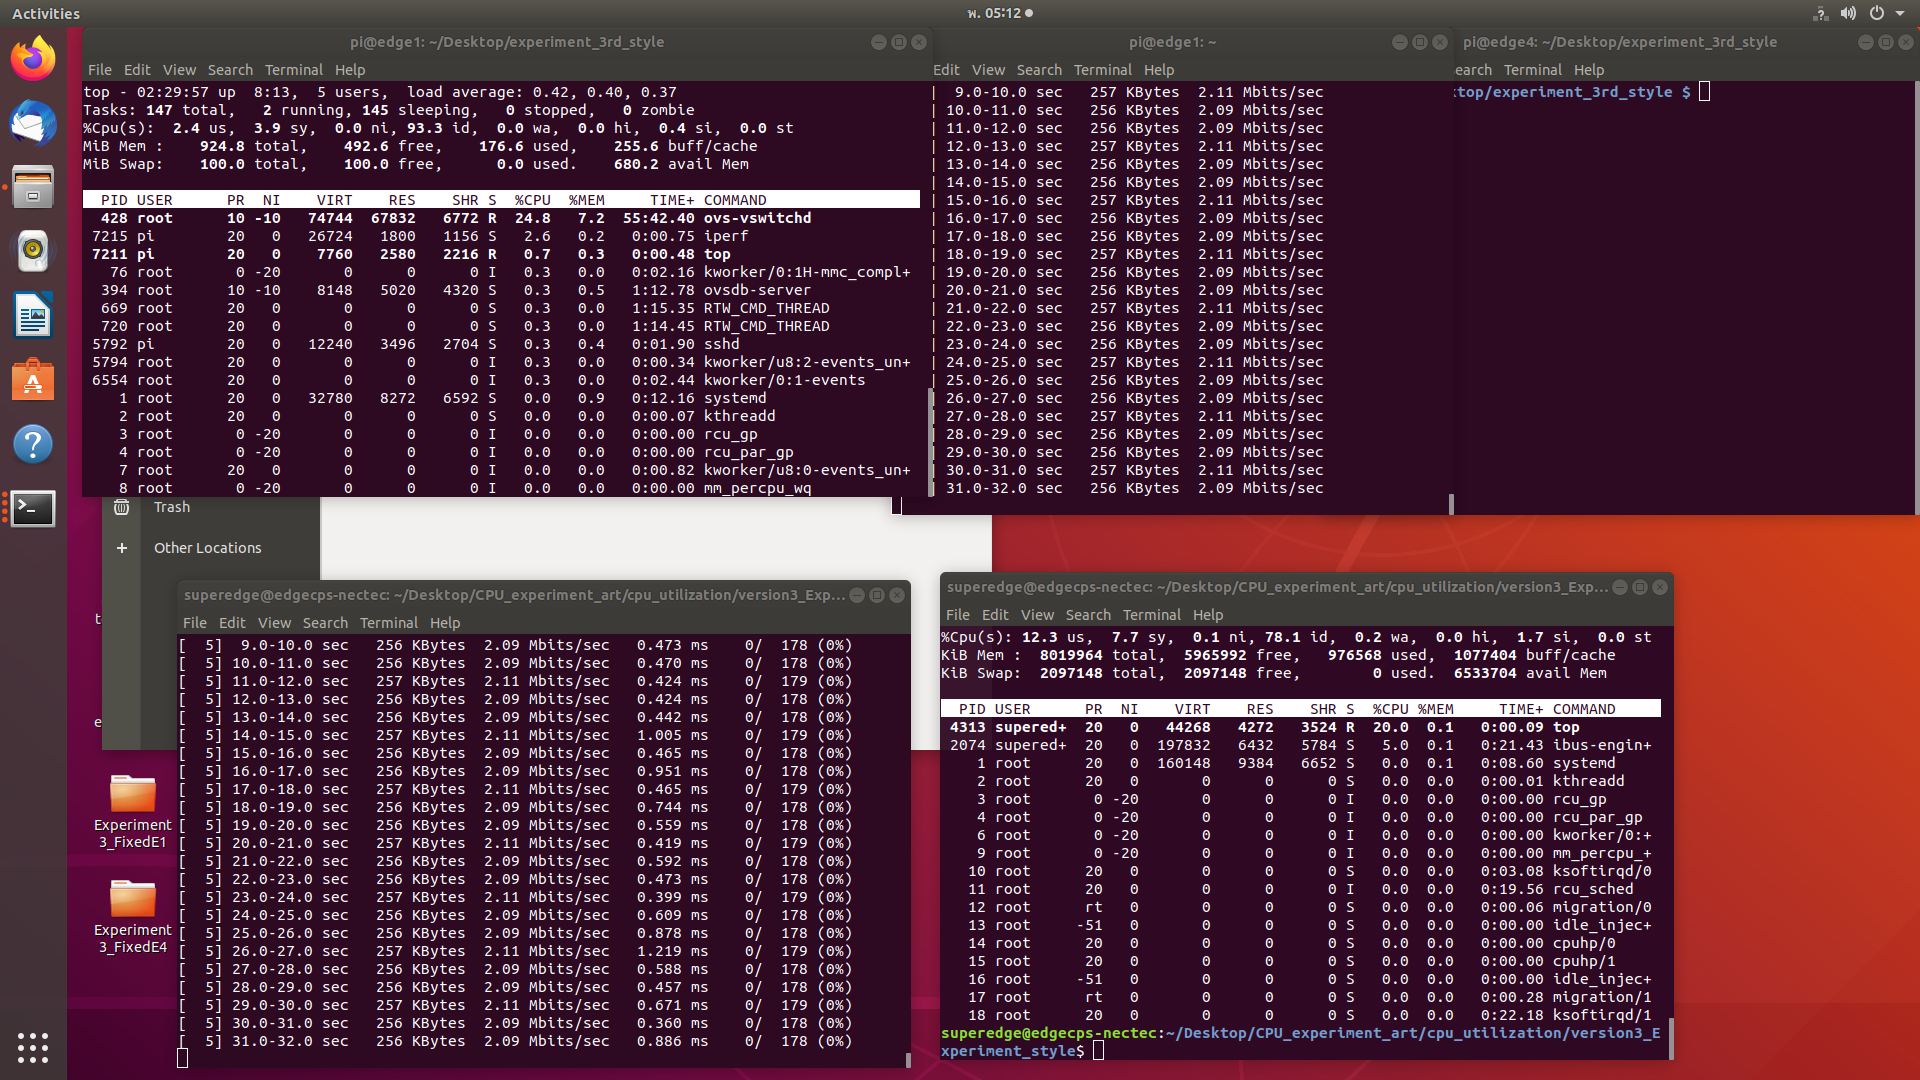 Activities
พ. 05:12
pi@edge1: ~/Desktop/experiment_3rd_style
File Edit View Search Terminal Help
top - 02:29:57 up  8:13,  5 users,  load average: 0.42, 0.40, 0.37
Tasks: 147 total,   2 running, 145 sleeping,   0 stopped,   0 zombie
%Cpu(s):  2.4 us,  3.9 sy,  0.0 ni, 93.3 id,  0.0 wa,  0.0 hi,  0.4 si,  0.0 st
MiB Mem :    924.8 total,    492.6 free,    176.6 used,    255.6 buff/cache
MiB Swap:    100.0 total,    100.0 free,      0.0 used.    680.2 avail Mem
PID USER      PR  NI    VIRT    RES    SHR S  %CPU  %MEM     TIME+ COMMAND
428 root      10 -10   74744  67832   6772 R  24.8   7.2  55:42.40 ovs-vswitchd
7215 pi        20   0   26724   1800   1156 S   2.6   0.2   0:00.75 iperf
7211 pi        20   0    7760   2580   2216 R   0.7   0.3   0:00.48 top
76 root       0 -20       0      0      0 I   0.3   0.0   0:02.16 kworker/0:1H-mmc_compl+
394 root      10 -10    8148   5020   4320 S   0.3   0.5   1:12.78 ovsdb-server
669 root      20   0       0      0      0 S   0.3   0.0   1:15.35 RTW_CMD_THREAD
720 root      20   0       0      0      0 S   0.3   0.0   1:14.45 RTW_CMD_THREAD
5792 pi        20   0   12240   3496   2704 S   0.3   0.4   0:01.90 sshd
5794 root      20   0       0      0      0 I   0.3   0.0   0:00.34 kworker/u8:2-events_un+
6554 root      20   0       0      0      0 I   0.3   0.0   0:02.44 kworker/0:1-events
1 root      20   0   32780   8272   6592 S   0.0   0.9   0:12.16 systemd
2 root      20   0       0      0      0 S   0.0   0.0   0:00.07 kthreadd
3 root       0 -20       0      0      0 I   0.0   0.0   0:00.00 rcu_gp
4 root       0 -20       0      0      0 I   0.0   0.0   0:00.00 rcu_par_gp
7 root      20   0       0      0      0 I   0.0   0.0   0:00.82 kworker/u8:0-events_un+
8 root       0 -20       0      0      0 I   0.0   0.0   0:00.00 mm_percpu_wq
pi@edge1: ~
Edit View Search Terminal Help
| 9.0-10.0 sec   257 KBytes  2.11 Mbits/sec
| 10.0-11.0 sec   256 KBytes  2.09 Mbits/sec
| 11.0-12.0 sec   256 KBytes  2.09 Mbits/sec
| 12.0-13.0 sec   257 KBytes  2.11 Mbits/sec
| 13.0-14.0 sec   256 KBytes  2.09 Mbits/sec
| 14.0-15.0 sec   256 KBytes  2.09 Mbits/sec
| 15.0-16.0 sec   257 KBytes  2.11 Mbits/sec
| 16.0-17.0 sec   256 KBytes  2.09 Mbits/sec
| 17.0-18.0 sec   256 KBytes  2.09 Mbits/sec
| 18.0-19.0 sec   257 KBytes  2.11 Mbits/sec
| 19.0-20.0 sec   256 KBytes  2.09 Mbits/sec
| 20.0-21.0 sec   256 KBytes  2.09 Mbits/sec
| 21.0-22.0 sec   257 KBytes  2.11 Mbits/sec
| 22.0-23.0 sec   256 KBytes  2.09 Mbits/sec
| 23.0-24.0 sec   256 KBytes  2.09 Mbits/sec
| 24.0-25.0 sec   257 KBytes  2.11 Mbits/sec
| 25.0-26.0 sec   256 KBytes  2.09 Mbits/sec
| 26.0-27.0 sec   256 KBytes  2.09 Mbits/sec
| 27.0-28.0 sec   257 KBytes  2.11 Mbits/sec
| 28.0-29.0 sec   256 KBytes  2.09 Mbits/sec
| 29.0-30.0 sec   256 KBytes  2.09 Mbits/sec
| 30.0-31.0 sec   257 KBytes  2.11 Mbits/sec
| 31.0-32.0 sec   256 KBytes  2.09 Mbits/sec
pi@edge4: ~/Desktop/experiment_3rd_style
earch Terminal Help
ktop/experiment_3rd_style $
Trash
Other Locations
Experiment
3_FixedE1
Experiment
3_FixedE4
superedge@edgecps-nectec: ~/Desktop/CPU_experiment_art/cpu_utilization/version3_Exp...
File Edit View Search Terminal Help
[  5]  9.0-10.0 sec   256 KBytes  2.09 Mbits/sec   0.473 ms    0/  178 (0%)
[  5] 10.0-11.0 sec   256 KBytes  2.09 Mbits/sec   0.470 ms    0/  178 (0%)
[  5] 11.0-12.0 sec   257 KBytes  2.11 Mbits/sec   0.424 ms    0/  179 (0%)
[  5] 12.0-13.0 sec   256 KBytes  2.09 Mbits/sec   0.424 ms    0/  178 (0%)
[  5] 13.0-14.0 sec   256 KBytes  2.09 Mbits/sec   0.442 ms    0/  178 (0%)
[  5] 14.0-15.0 sec   257 KBytes  2.11 Mbits/sec   1.005 ms    0/  179 (0%)
[  5] 15.0-16.0 sec   256 KBytes  2.09 Mbits/sec   0.465 ms    0/  178 (0%)
[  5] 16.0-17.0 sec   256 KBytes  2.09 Mbits/sec   0.951 ms    0/  178 (0%)
[  5] 17.0-18.0 sec   257 KBytes  2.11 Mbits/sec   0.465 ms    0/  179 (0%)
[  5] 18.0-19.0 sec   256 KBytes  2.09 Mbits/sec   0.744 ms    0/  178 (0%)
[  5] 19.0-20.0 sec   256 KBytes  2.09 Mbits/sec   0.559 ms    0/  178 (0%)
[  5] 20.0-21.0 sec   257 KBytes  2.11 Mbits/sec   0.419 ms    0/  179 (0%)
[  5] 21.0-22.0 sec   256 KBytes  2.09 Mbits/sec   0.592 ms    0/  178 (0%)
[  5] 22.0-23.0 sec   256 KBytes  2.09 Mbits/sec   0.473 ms    0/  178 (0%)
[  5] 23.0-24.0 sec   257 KBytes  2.11 Mbits/sec   0.399 ms    0/  179 (0%)
[  5] 24.0-25.0 sec   256 KBytes  2.09 Mbits/sec   0.609 ms    0/  178 (0%)
[  5] 25.0-26.0 sec   256 KBytes  2.09 Mbits/sec   0.878 ms    0/  178 (0%)
[  5] 26.0-27.0 sec   257 KBytes  2.11 Mbits/sec   1.219 ms    0/  179 (0%)
[  5] 27.0-28.0 sec   256 KBytes  2.09 Mbits/sec   0.588 ms    0/  178 (0%)
[  5] 28.0-29.0 sec   256 KBytes  2.09 Mbits/sec   0.457 ms    0/  178 (0%)
[  5] 29.0-30.0 sec   257 KBytes  2.11 Mbits/sec   0.671 ms    0/  179 (0%)
[  5] 30.0-31.0 sec   256 KBytes  2.09 Mbits/sec   0.360 ms    0/  178 (0%)
[  5] 31.0-32.0 sec   256 KBytes  2.09 Mbits/sec   0.886 ms    0/  178 (0%)
superedge@edgecps-nectec: ~/Desktop/CPU_experiment_art/cpu_utilization/version3_Exp...
File Edit View Search Terminal Help
%Cpu(s): 12.3 us,  7.7 sy,  0.1 ni, 78.1 id,  0.2 wa,  0.0 hi,  1.7 si,  0.0 st
KiB Mem :  8019964 total,  5965992 free,   976568 used,  1077404 buff/cache
KiB Swap:  2097148 total,  2097148 free,        0 used.  6533704 avail Mem
PID USER      PR  NI    VIRT    RES    SHR S  %CPU %MEM     TIME+ COMMAND
4313 supered+  20   0   44268   4272   3524 R  20.0  0.1   0:00.09 top
2074 supered+  20   0  197832   6432   5784 S   5.0  0.1   0:21.43 ibus-engin+
1 root      20   0  160148   9384   6652 S   0.0  0.1   0:08.60 systemd
2 root      20   0       0      0      0 S   0.0  0.0   0:00.01 kthreadd
3 root       0 -20       0      0      0 I   0.0  0.0   0:00.00 rcu_gp
4 root       0 -20       0      0      0 I   0.0  0.0   0:00.00 rcu_par_gp
6 root       0 -20       0      0      0 I   0.0  0.0   0:00.00 kworker/0:+
9 root       0 -20       0      0      0 I   0.0  0.0   0:00.00 mm_percpu_+
10 root      20   0       0      0      0 S   0.0  0.0   0:03.08 ksoftirqd/0
11 root      20   0       0      0      0 I   0.0  0.0   0:19.56 rcu_sched
12 root      rt   0       0      0      0 S   0.0  0.0   0:00.06 migration/0
13 root     -51   0       0      0      0 S   0.0  0.0   0:00.00 idle_injec+
14 root      20   0       0      0      0 S   0.0  0.0   0:00.00 cpuhp/0
15 root      20   0       0      0      0 S   0.0  0.0   0:00.00 cpuhp/1
16 root     -51   0       0      0      0 S   0.0  0.0   0:00.00 idle_injec+
17 root      rt   0       0      0      0 S   0.0  0.0   0:00.28 migration/1
18 root      20   0       0      0      0 S   0.0  0.0   0:22.18 ksoftirqd/1
superedge@edgecps-nectec:~/Desktop/CPU_experiment_art/cpu_utilization/version3_E
xperiment_style$